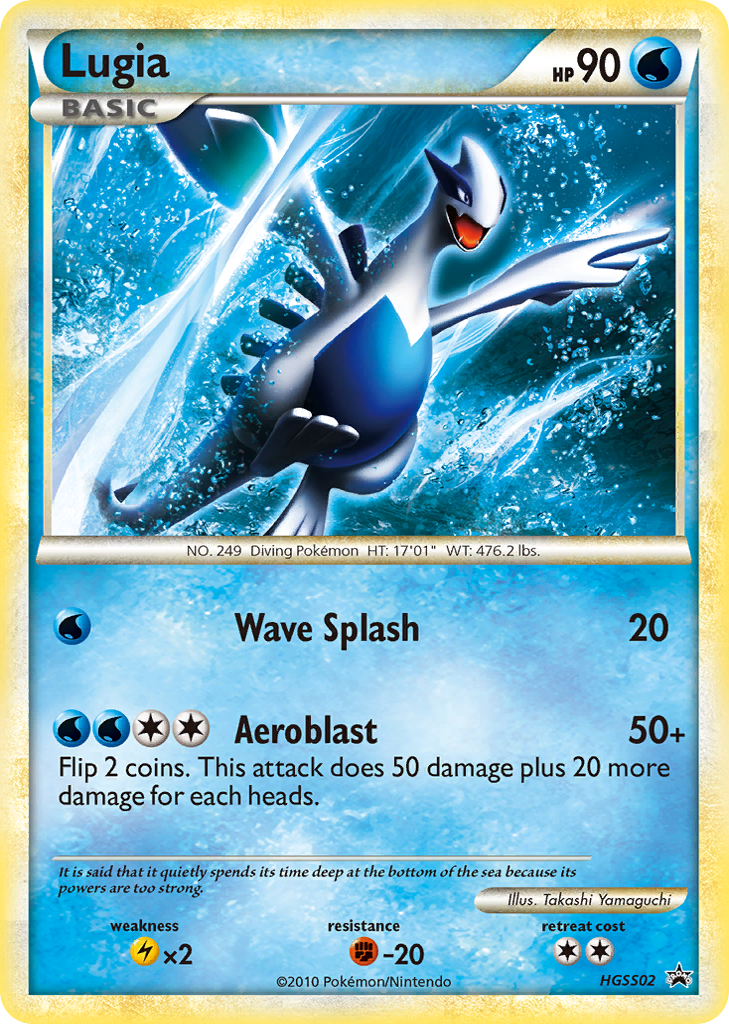 Lugia
HP 90
BASIC
NO. 249 Diving Pokémon HT: 17'01" WT: 476.2 lbs.
Wave Splash 20
Aeroblast 50+
Flip 2 coins. This attack does 50 damage plus 20 more
damage for each heads.
It is said that it quietly spends its time deep at the bottom of the sea because its
powers are too strong.
Illus. Takashi Yamaguchi
weakness resistance retreat cost
×2 -20
©2010 Pokémon/Nintendo HGSS02 PROMO